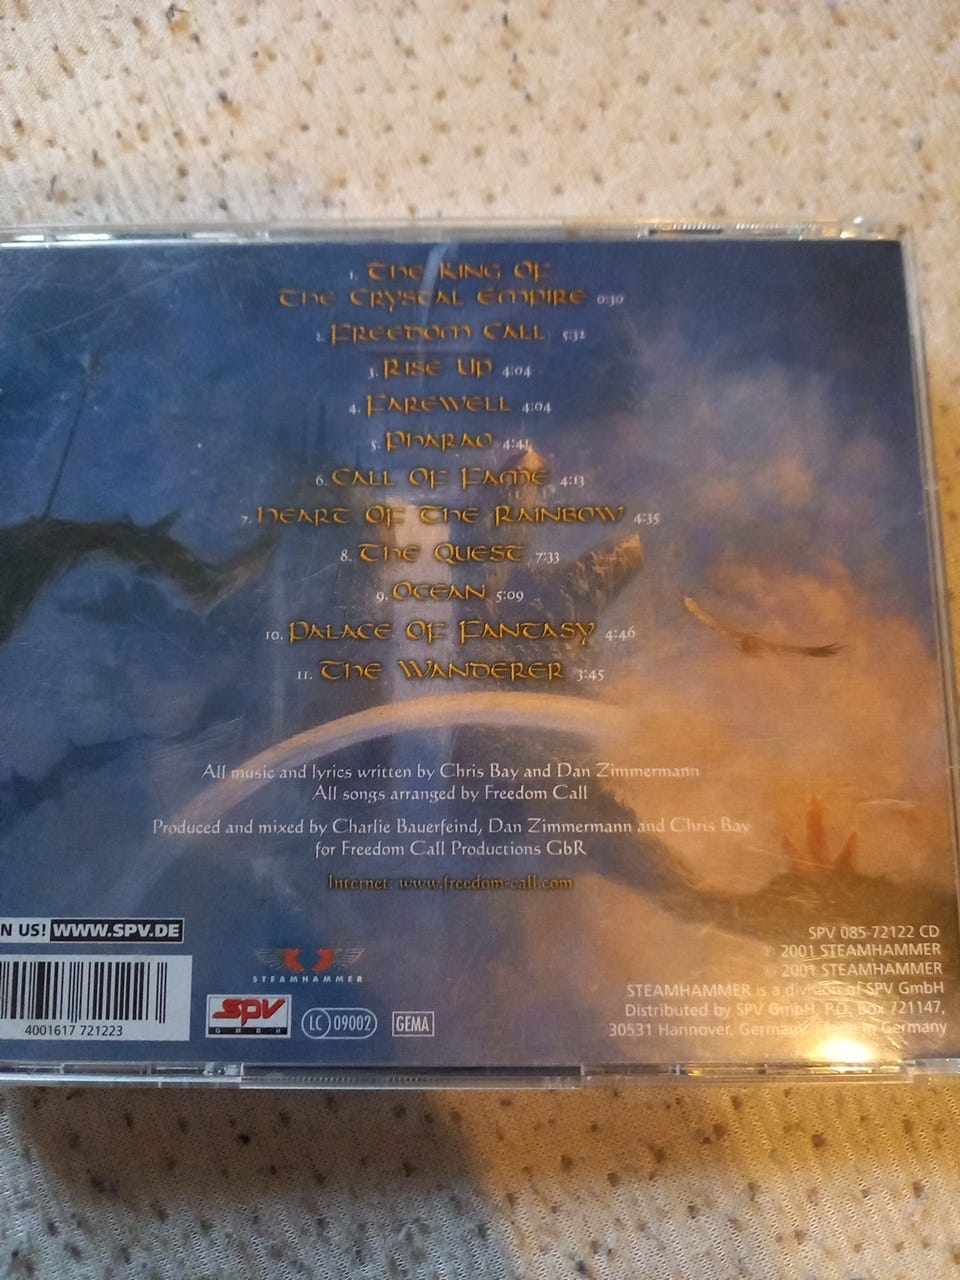 1. The King Of
The Crystal Empire 0:30
2. Freedom Call 5:32
3. Rise Up 4:04
4. Farewell 4:04
5. Pharao 4:41
6. Call Of Fame 4:13
7. Heart Of The Rainbow 4:35
8. The Quest 7:33
9. Ocean 5:09
10. Palace Of Fantasy 4:46
11. The Wanderer 3:45
All music and lyrics written by Chris Bay and Dan Zimmermann
All songs arranged by Freedom Call
Produced and mixed by Charlie Bauerfeind, Dan Zimmermann and Chris Bay
for Freedom Call Productions GbR
Internet: www.freedom-call.com
N US! WWW.SPV.DE
4001617 721223
STEAMHAMMER
SPV
GMBH
LC 09002
GEMA
SPV 085-72122 CD
℗ 2001 STEAMHAMMER
© 2001 STEAMHAMMER
STEAMHAMMER is a division of SPV GmbH
Distributed by SPV GmbH, P.O. Box 721147,
30531 Hannover, Germany. Made in Germany